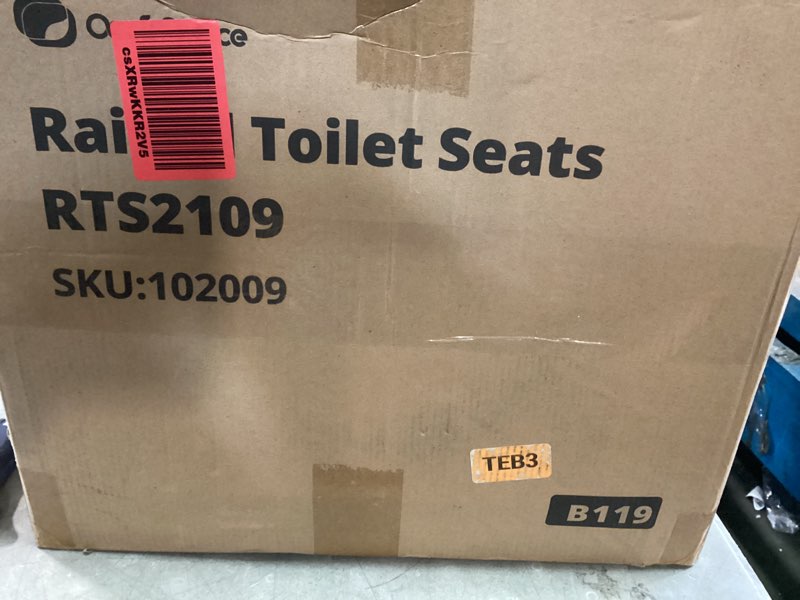 csXRwKKR2V5
Toilet Seats
RTS2109
SKU:102009
TEB3
B119